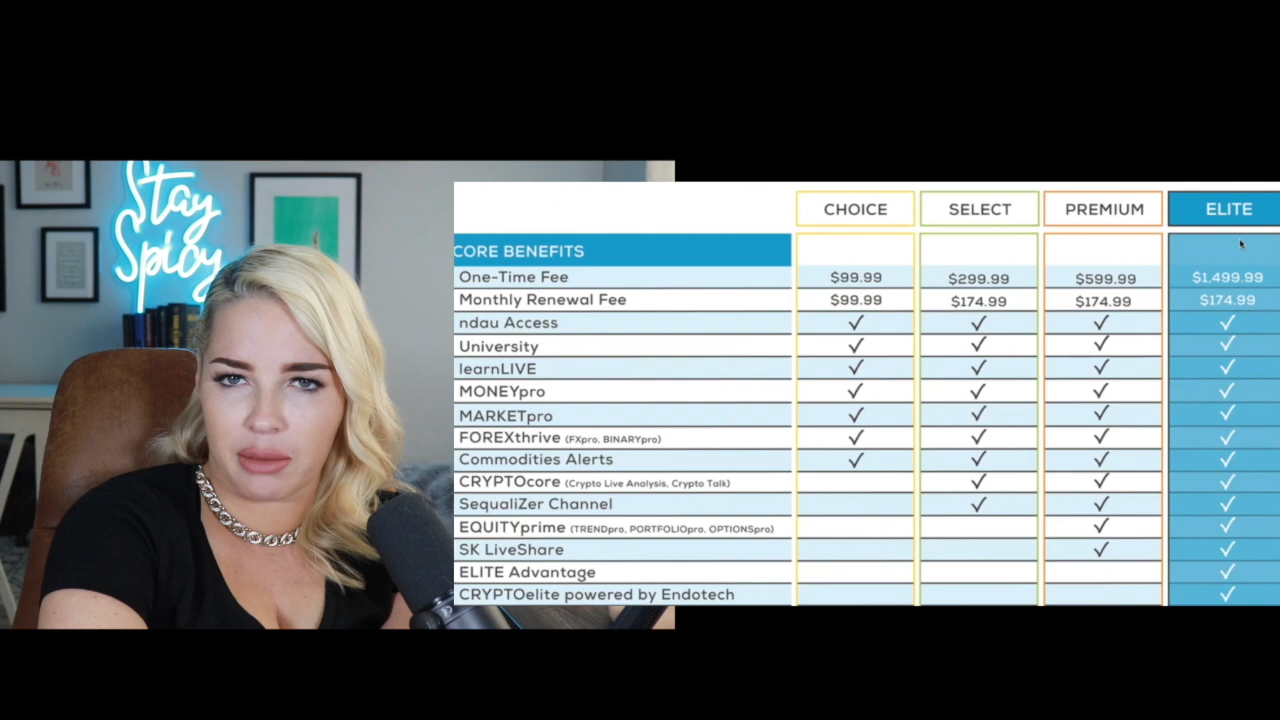 Stay
Spicy
CHOICE SELECT PREMIUM ELITE
CORE BENEFITS
One-Time Fee $99.99 $299.99 $599.99 $1,499.99
Monthly Renewal Fee $99.99 $174.99 $174.99 $174.99
ndau Access ✓ ✓ ✓ ✓
University ✓ ✓ ✓ ✓
learnLIVE ✓ ✓ ✓ ✓
MONEYpro ✓ ✓ ✓ ✓
MARKETpro ✓ ✓ ✓ ✓
FOREXthrive (FXpro, BINARYpro) ✓ ✓ ✓ ✓
Commodities Alerts ✓ ✓ ✓ ✓
CRYPTOcore (Crypto Live Analysis, Crypto Talk) ✓ ✓ ✓
SequaliZer Channel ✓ ✓ ✓
EQUITYprime (TRENDpro, PORTFOLIOpro, OPTIONSpro) ✓ ✓
SK LiveShare ✓ ✓
ELITE Advantage ✓
CRYPTOelite powered by Endotech ✓